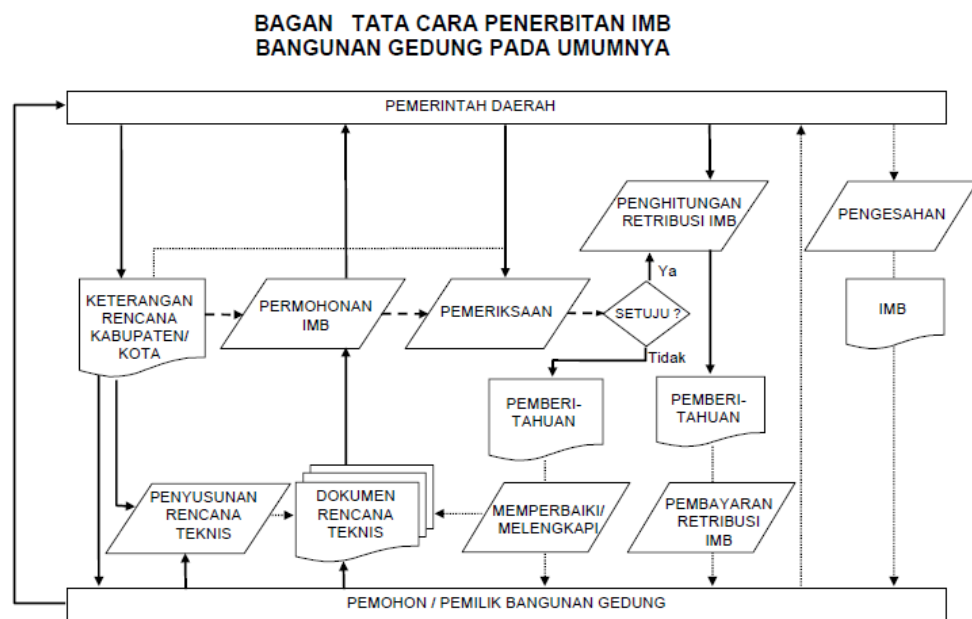 BAGAN TATA CARA PENERBITAN IMB
BANGUNAN GEDUNG PADA UMUMNYA
PEMERINTAH DAERAH
PENGHITUNGAN
RETRIBUSI IMB
PENGESAHAN
Ya
KETERANGAN
RENCANA
KABUPATEN/
KOTA
PERMOHONAN
IMB
PEMERIKSAAN
SETUJU ?
IMB
Tidak
PEMBERI-
TAHUAN
PEMBERI-
TAHUAN
PENYUSUNAN
RENCANA
TEKNIS
DOKUMEN
RENCANA
TEKNIS
MEMPERBAIKI/
MELENGKAPI
PEMBAYARAN
RETRIBUSI
IMB
PEMOHON / PEMILIK BANGUNAN GEDUNG